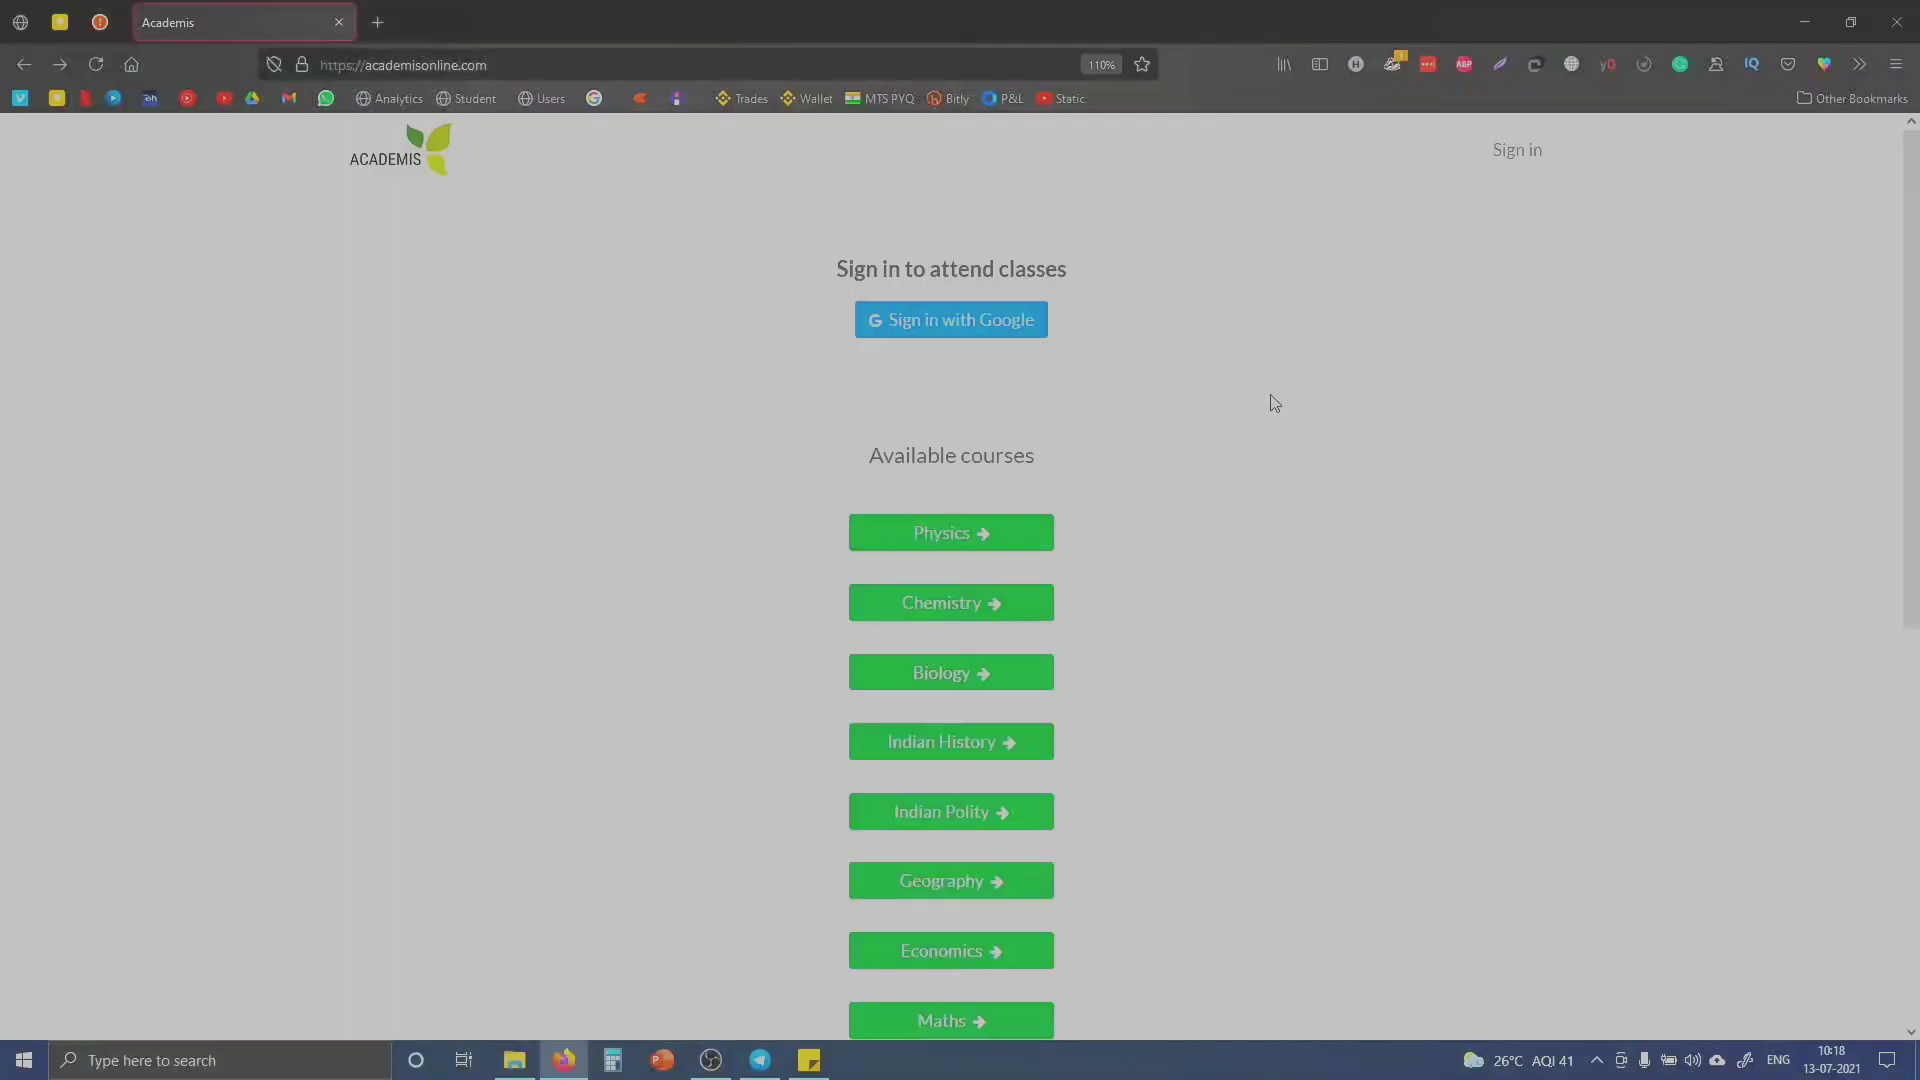 Academis
https://academisonline.com
110%
Analytics
Student
Users
Trades
Wallet
MTS PYQ
Bitly
P&L
Static
Other Bookmarks
ACADEMIS
Sign in
Sign in to attend classes
G Sign in with Google
Available courses
Physics
Chemistry
Biology
Indian History
Indian Polity
Geography
Economics
Maths
Type here to search
26°C AQI 41
ENG
10:18
13-07-2021